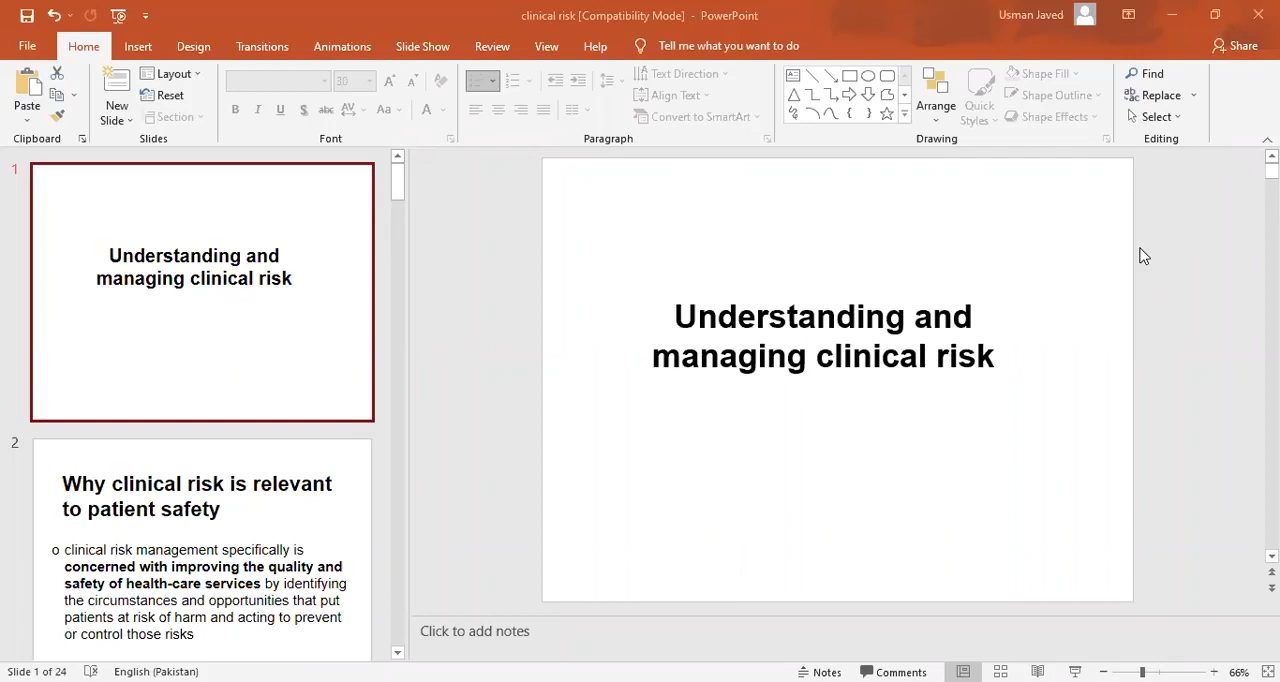 clinical risk [Compatibility Mode] - PowerPoint
Usman Javed
File Home Insert Design Transitions Animations Slide Show Review View Help Tell me what you want to do Share
Paste
Clipboard
New Slide
Layout
Reset
Section
Slides
30
B I U S abc AV Aa A
Font
Text Direction
Align Text
Convert to SmartArt
Paragraph
Arrange
Quick Styles
Shape Fill
Shape Outline
Shape Effects
Drawing
Find
Replace
Select
Editing
1
Understanding and
managing clinical risk
2
Why clinical risk is relevant
to patient safety
o clinical risk management specifically is
concerned with improving the quality and
safety of health-care services by identifying
the circumstances and opportunities that put
patients at risk of harm and acting to prevent
or control those risks
Understanding and
managing clinical risk
Click to add notes
Slide 1 of 24 English (Pakistan) Notes Comments 66%